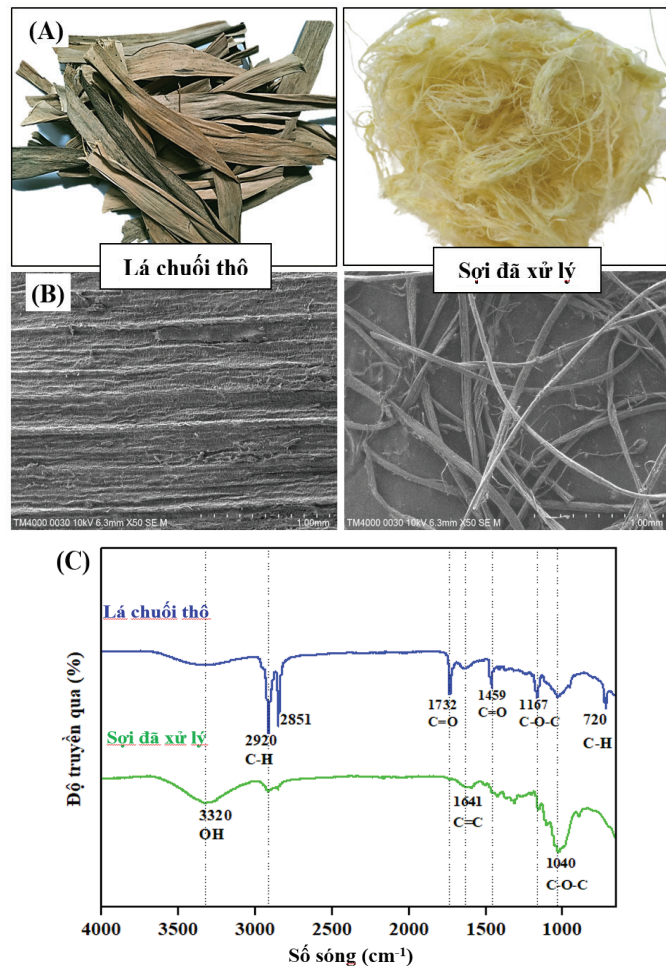 (A)
Lá chuối thô
Sợi đã xử lý
(B)
TM4000 0030 10kV 6.3mm X50 SE M
1.00mm
TM4000 0030 10kV 6.3mm X50 SE M
1.00mm
(C)
Lá chuối thô
2920
C-H
2851
1732
C=O
1459
C=O
1167
C-O-C
720
C-H
Sợi đã xử lý
3320
OH
1641
C=C
1040
C-O-C
Độ truyền qua (%)
4000 3500 3000 2500 2000 1500 1000
Số sóng (cm-1)